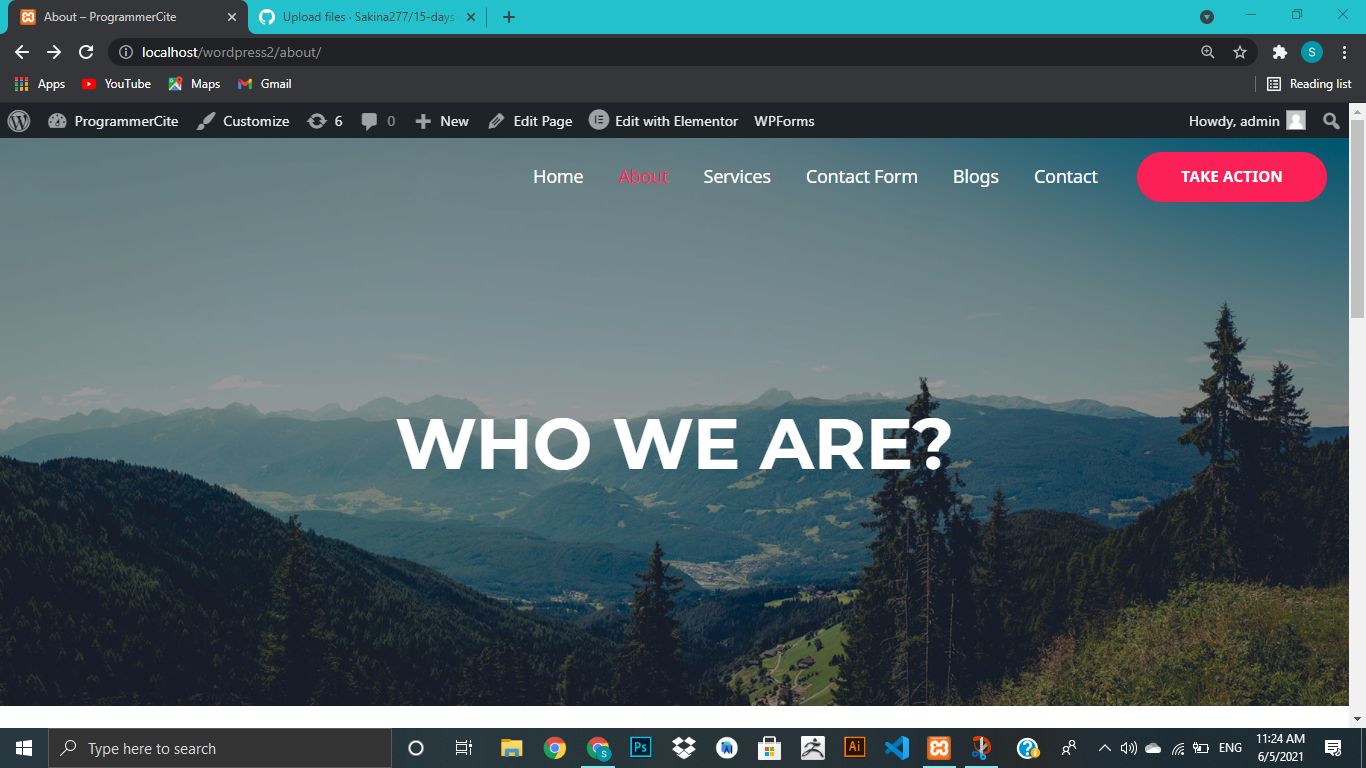 About – ProgrammerCite
Upload files · Sakina277/15-days
localhost/wordpress2/about/
S
Apps YouTube Maps Gmail Reading list
ProgrammerCite Customize 6 0 New Edit Page Edit with Elementor WPForms Howdy, admin
Home About Services Contact Form Blogs Contact TAKE ACTION
WHO WE ARE?
Type here to search
S Ps Ai ENG
11:24 AM
6/5/2021